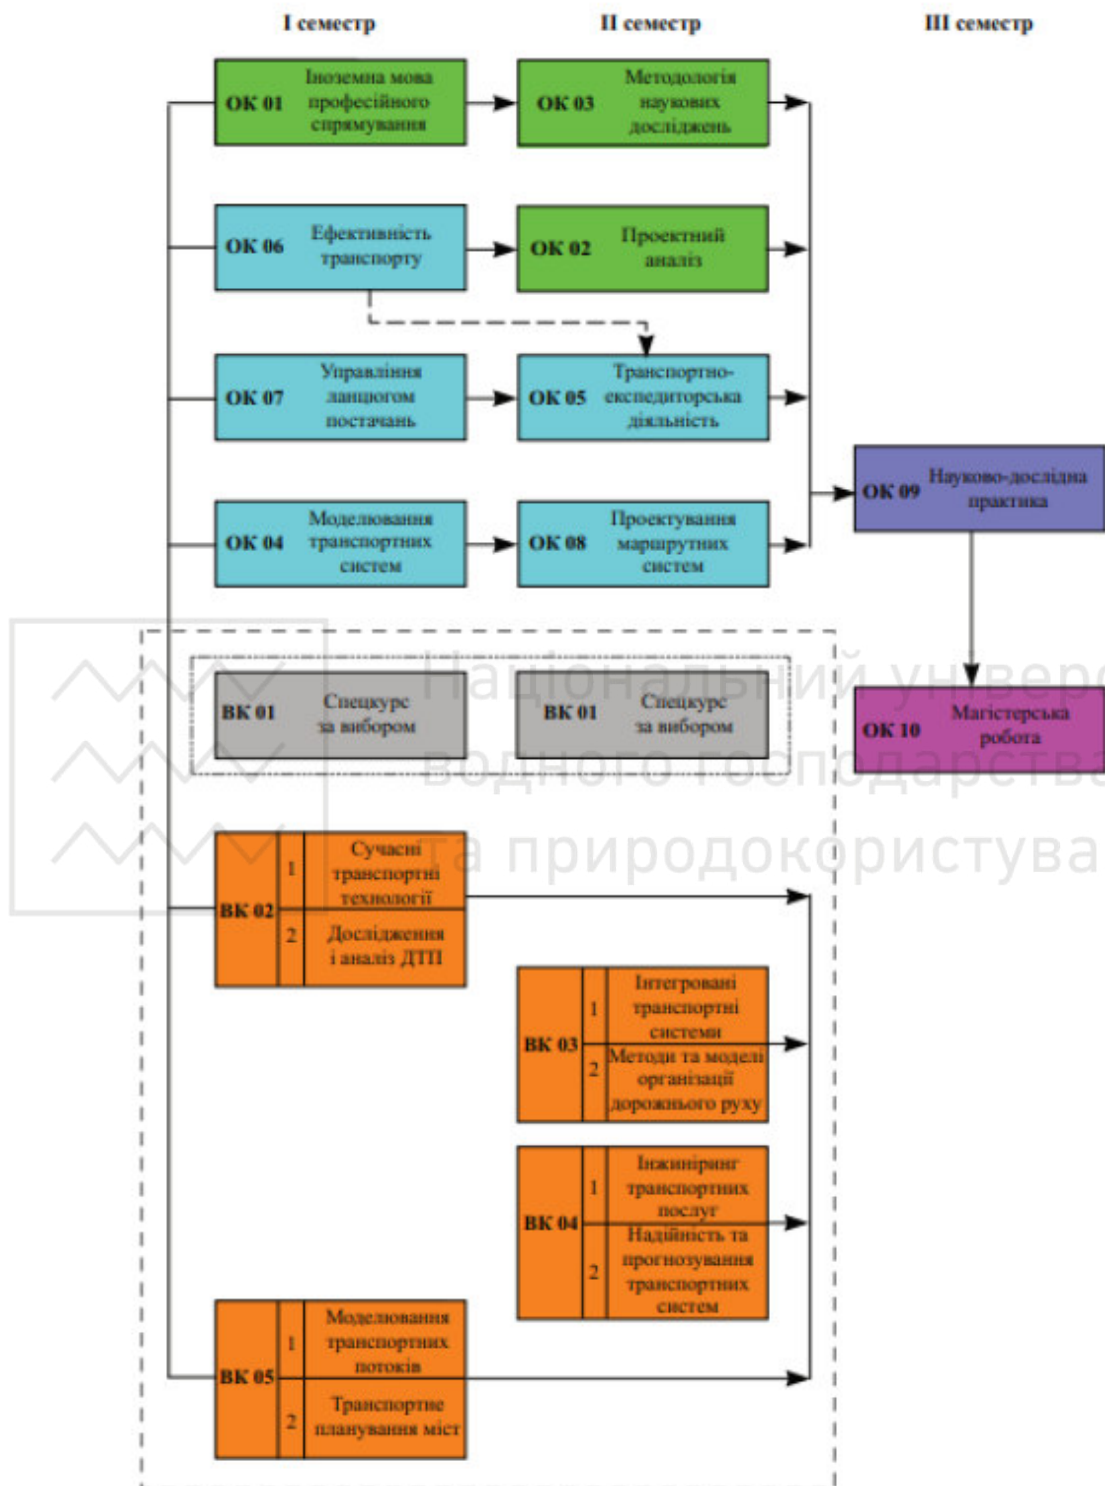 І семестр
ІІ семестр
ІІІ семестр
ОК 01
Іноземна мова
професійного
спрямування
ОК 03
Методологія
наукових
досліджень
ОК 06
Ефективність
транспорту
ОК 02
Проектний
аналіз
ОК 07
Управління
ланцюгом
постачань
ОК 05
Транспортно-
експедиторська
діяльність
ОК 09
Науково-дослідна
практика
ОК 04
Моделювання
транспортних
систем
ОК 08
Проектування
маршрутних
систем
Національний універс
водного господарства
та природокористува
ВК 01
Спецкурс
за вибором
ВК 01
Спецкурс
за вибором
ОК 10
Магістерська
робота
ВК 02
1
Сучасні
транспортні
технології
2
Дослідження
і аналіз ДТП
ВК 03
1
Інтегровані
транспортні
системи
2
Методи та моделі
організації
дорожнього руху
ВК 04
1
Інжиніринг
транспортних
послуг
2
Надійність та
прогнозування
транспортних
систем
ВК 05
1
Моделювання
транспортних
потоків
2
Транспортне
планування міст